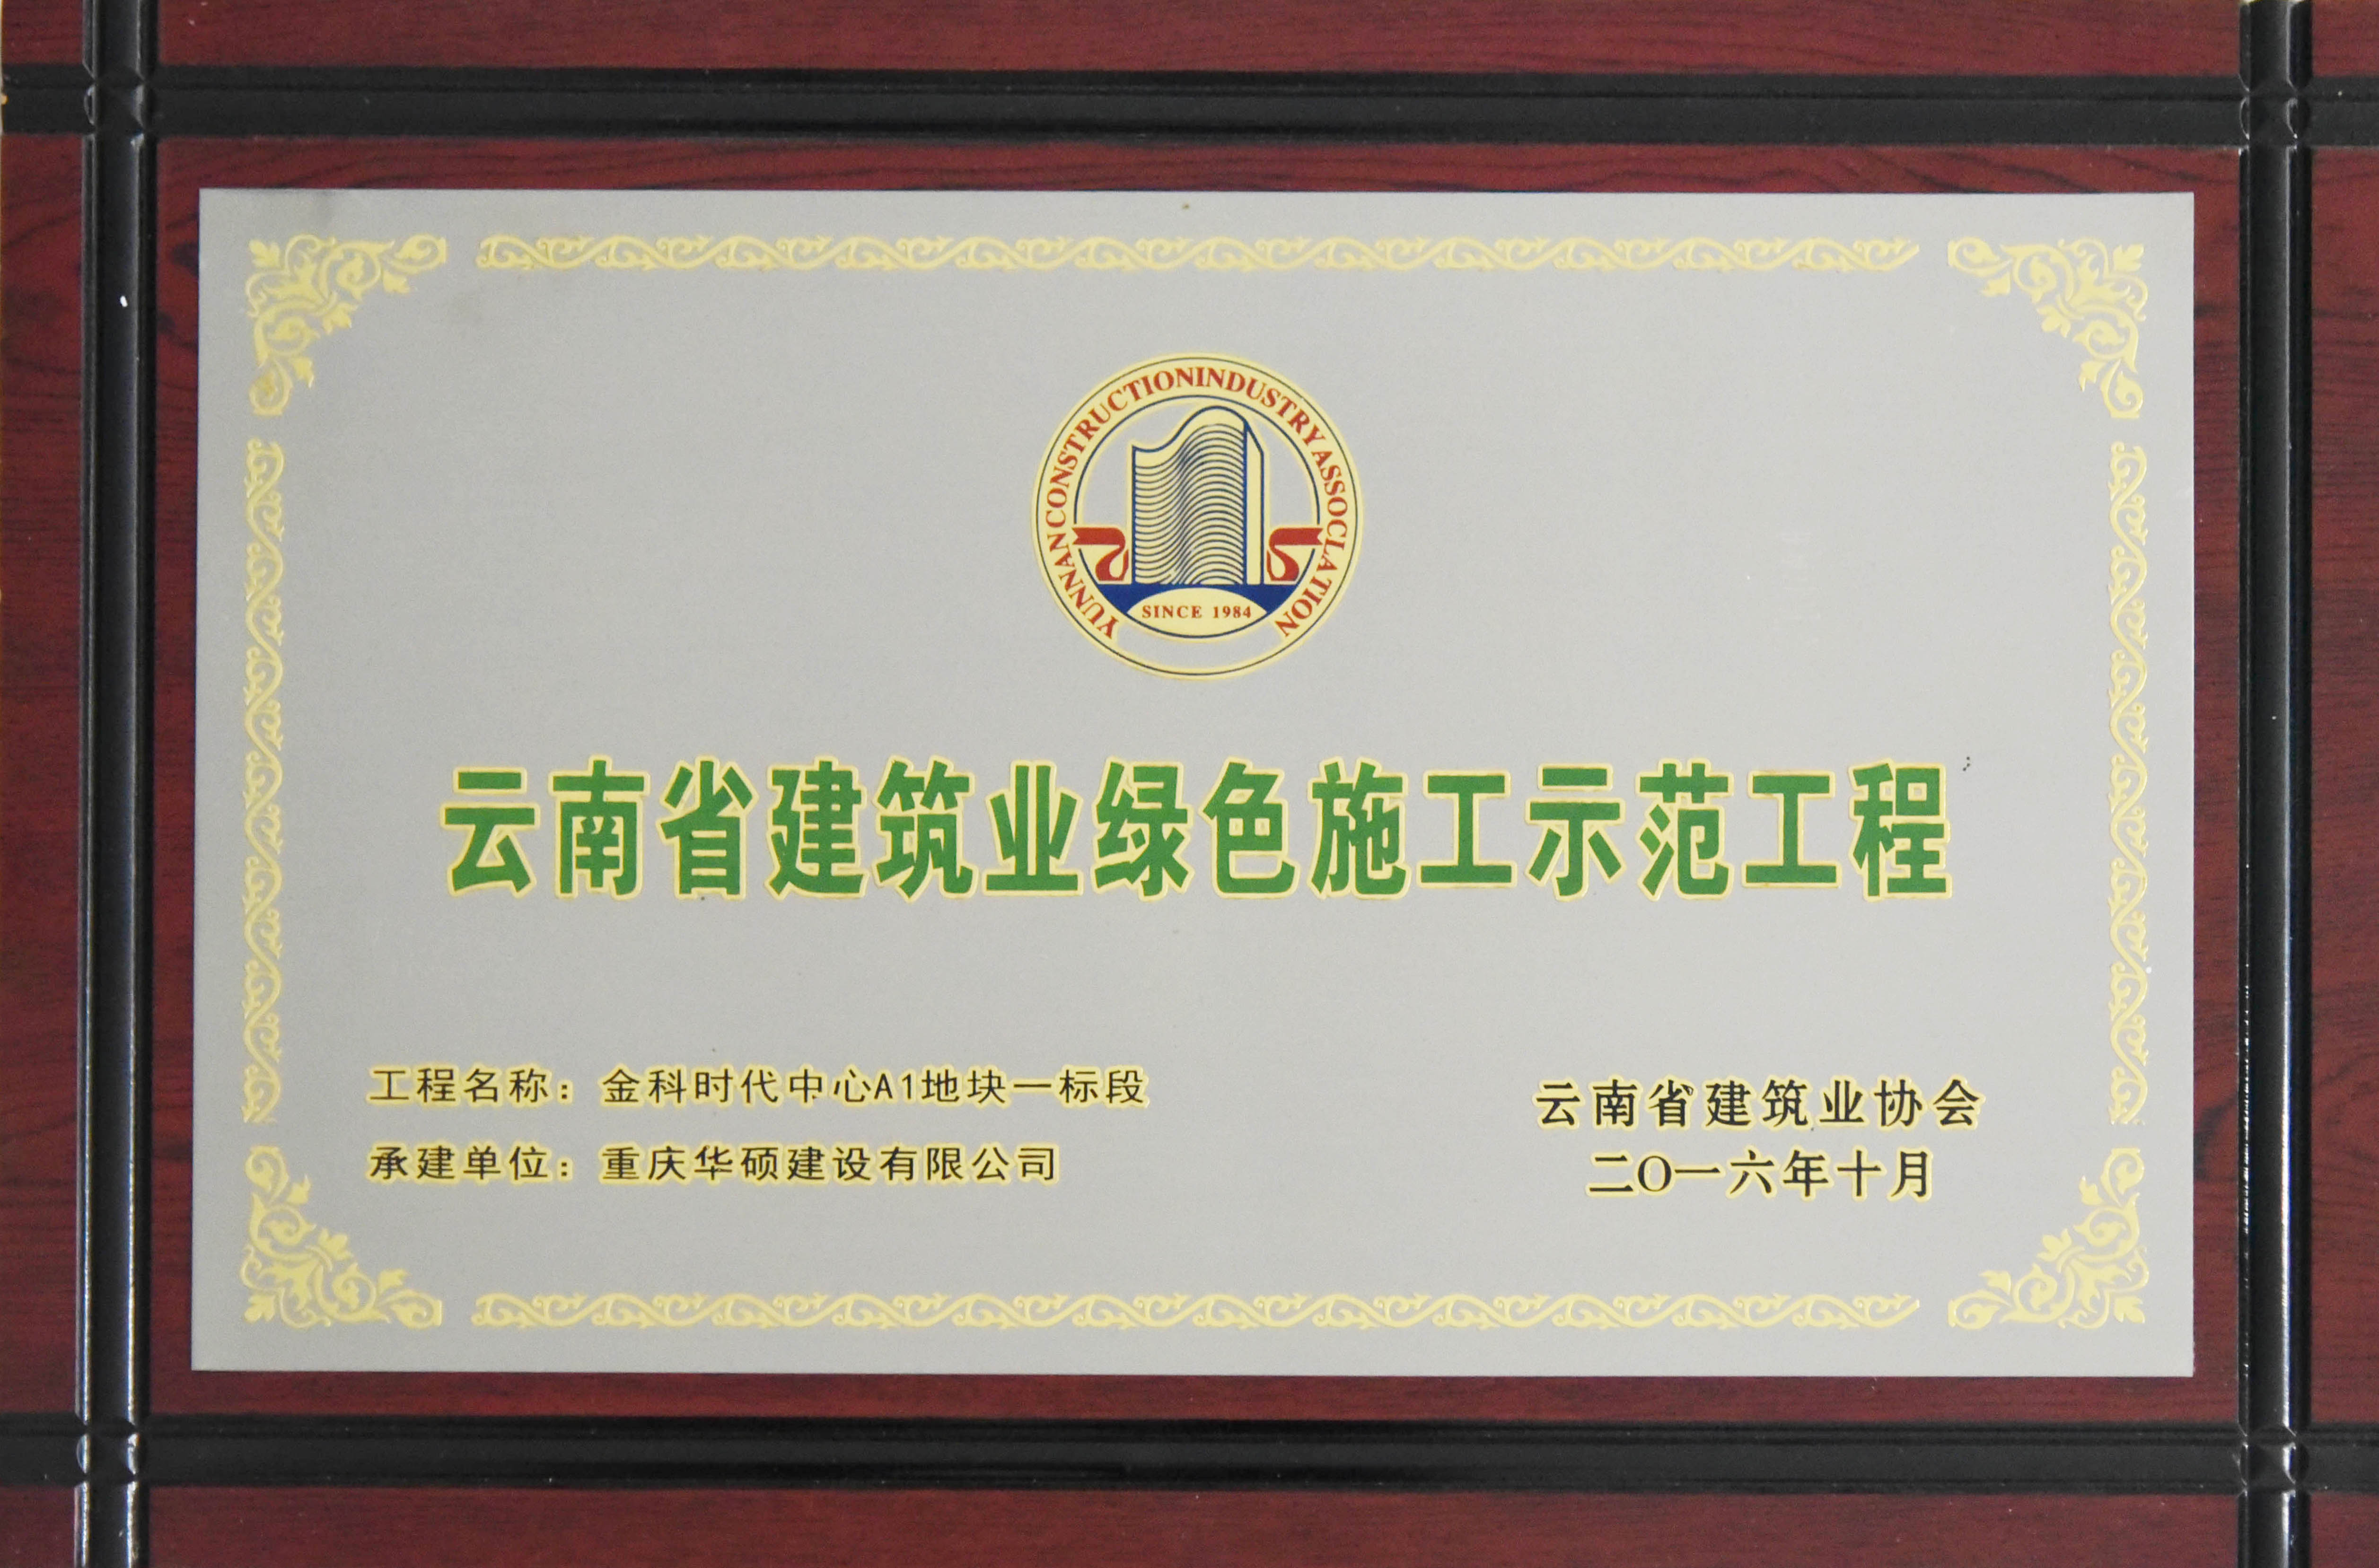 YUNNAN CONSTRUCTIONINDUSTRY ASSOCLATION
SINCE 1984
云南省建筑业绿色施工示范工程
工程名称：金科时代中心A1地块一标段
承建单位：重庆华硕建设有限公司
云南省建筑业协会
二〇一六年十月